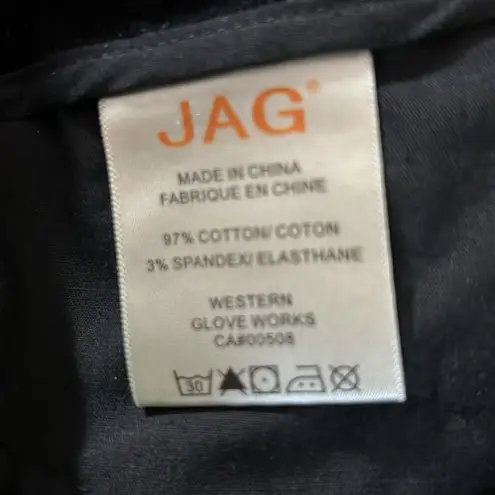 JAG®
MADE IN CHINA
FABRIQUE EN CHINE
97% COTTON/COTON
3% SPANDEX/ELASTHANE
WESTERN
GLOVE WORKS
CA#00508
30